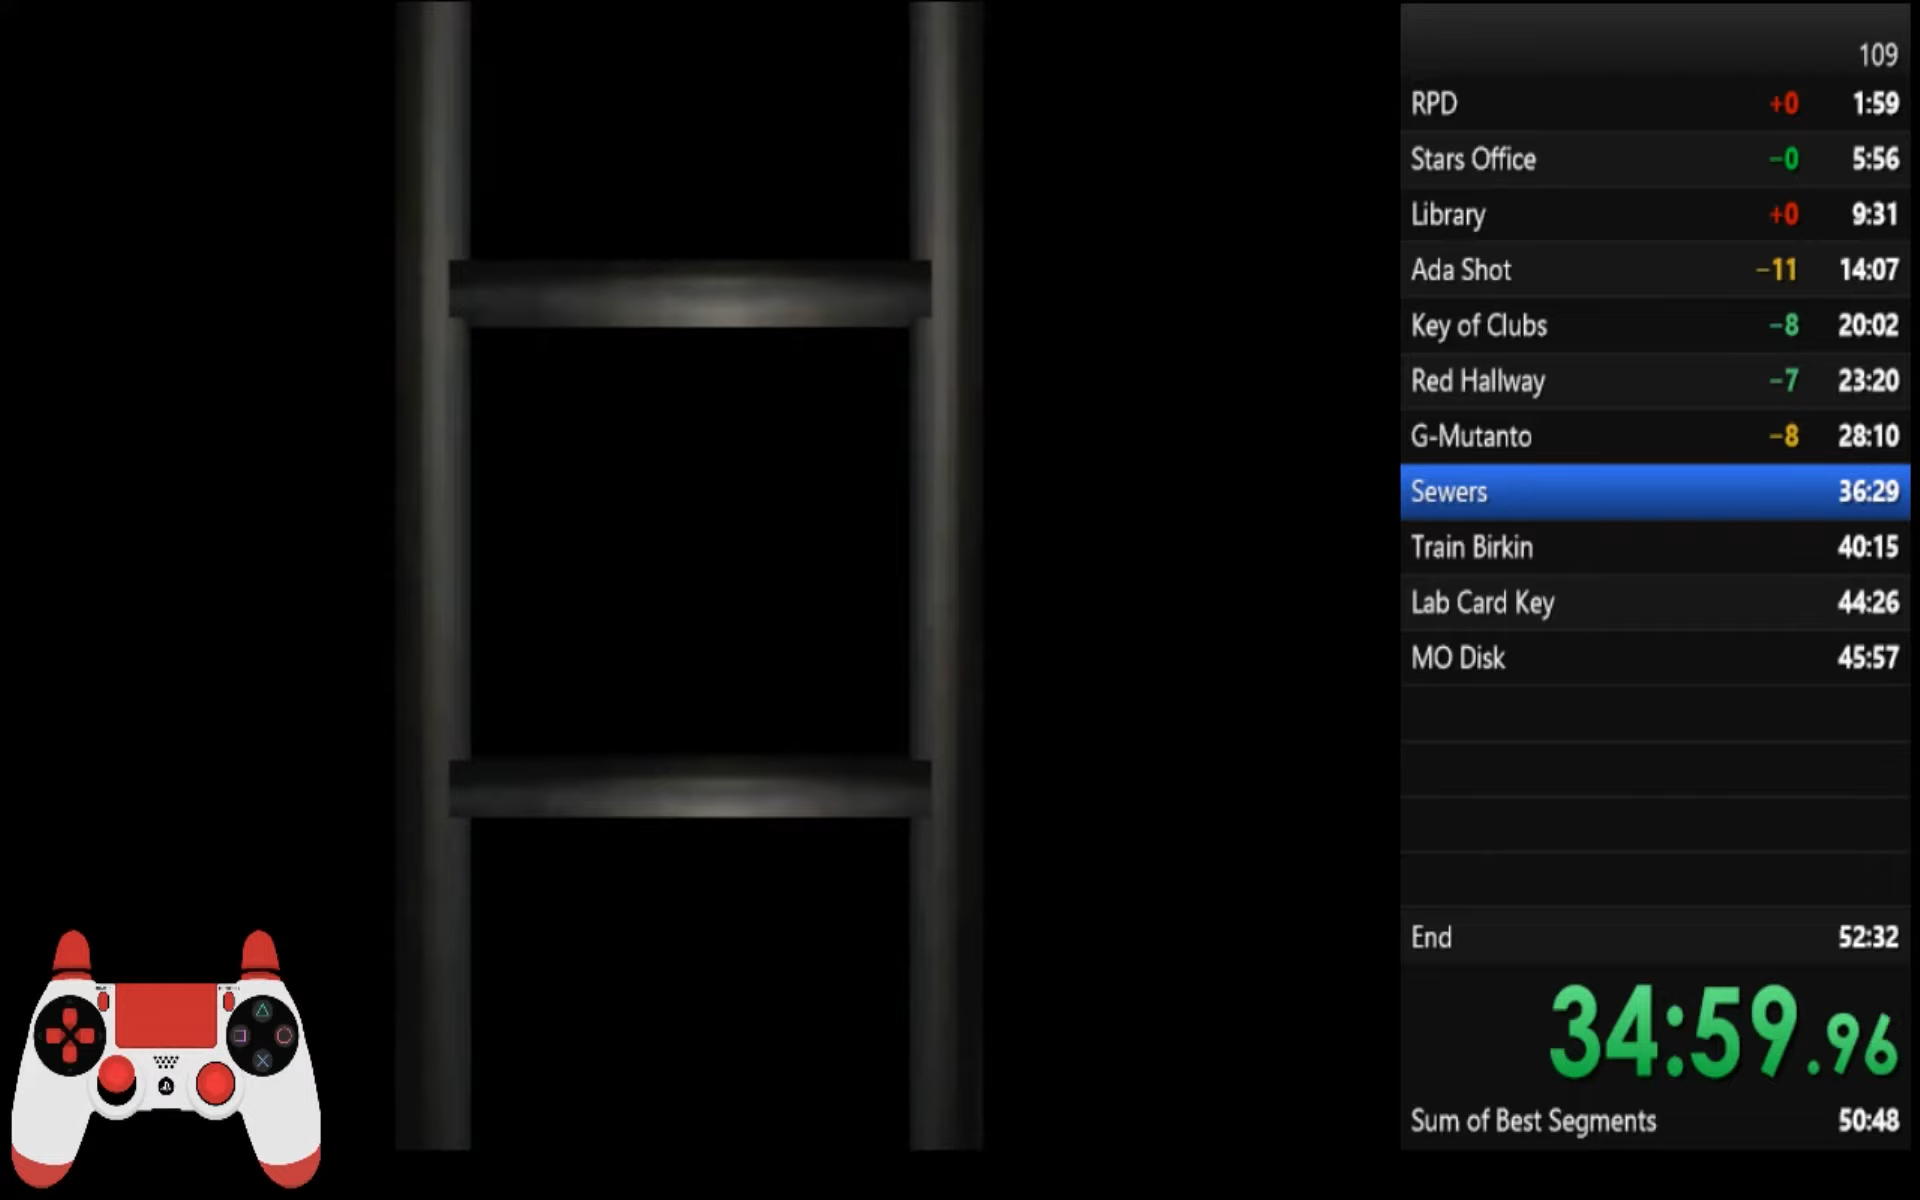 109
RPD +0 1:59
Stars Office -0 5:56
Library +0 9:31
Ada Shot -11 14:07
Key of Clubs -8 20:02
Red Hallway -7 23:20
G-Mutanto -8 28:10
Sewers 36:29
Train Birkin 40:15
Lab Card Key 44:26
MO Disk 45:57
End 52:32
34:59.96
Sum of Best Segments 50:48